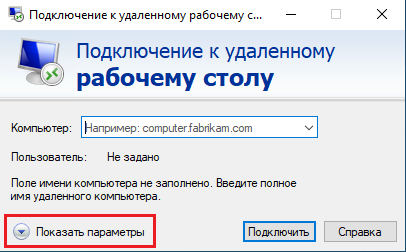 Подключение к удаленному рабочему с...
Подключение к удаленному
рабочему столу
Компьютер: Например: computer.fabrikam.com
Пользователь: Не задано
Поле имени компьютера не заполнено. Введите полное
имя удаленного компьютера.
Показать параметры Подключить Справка